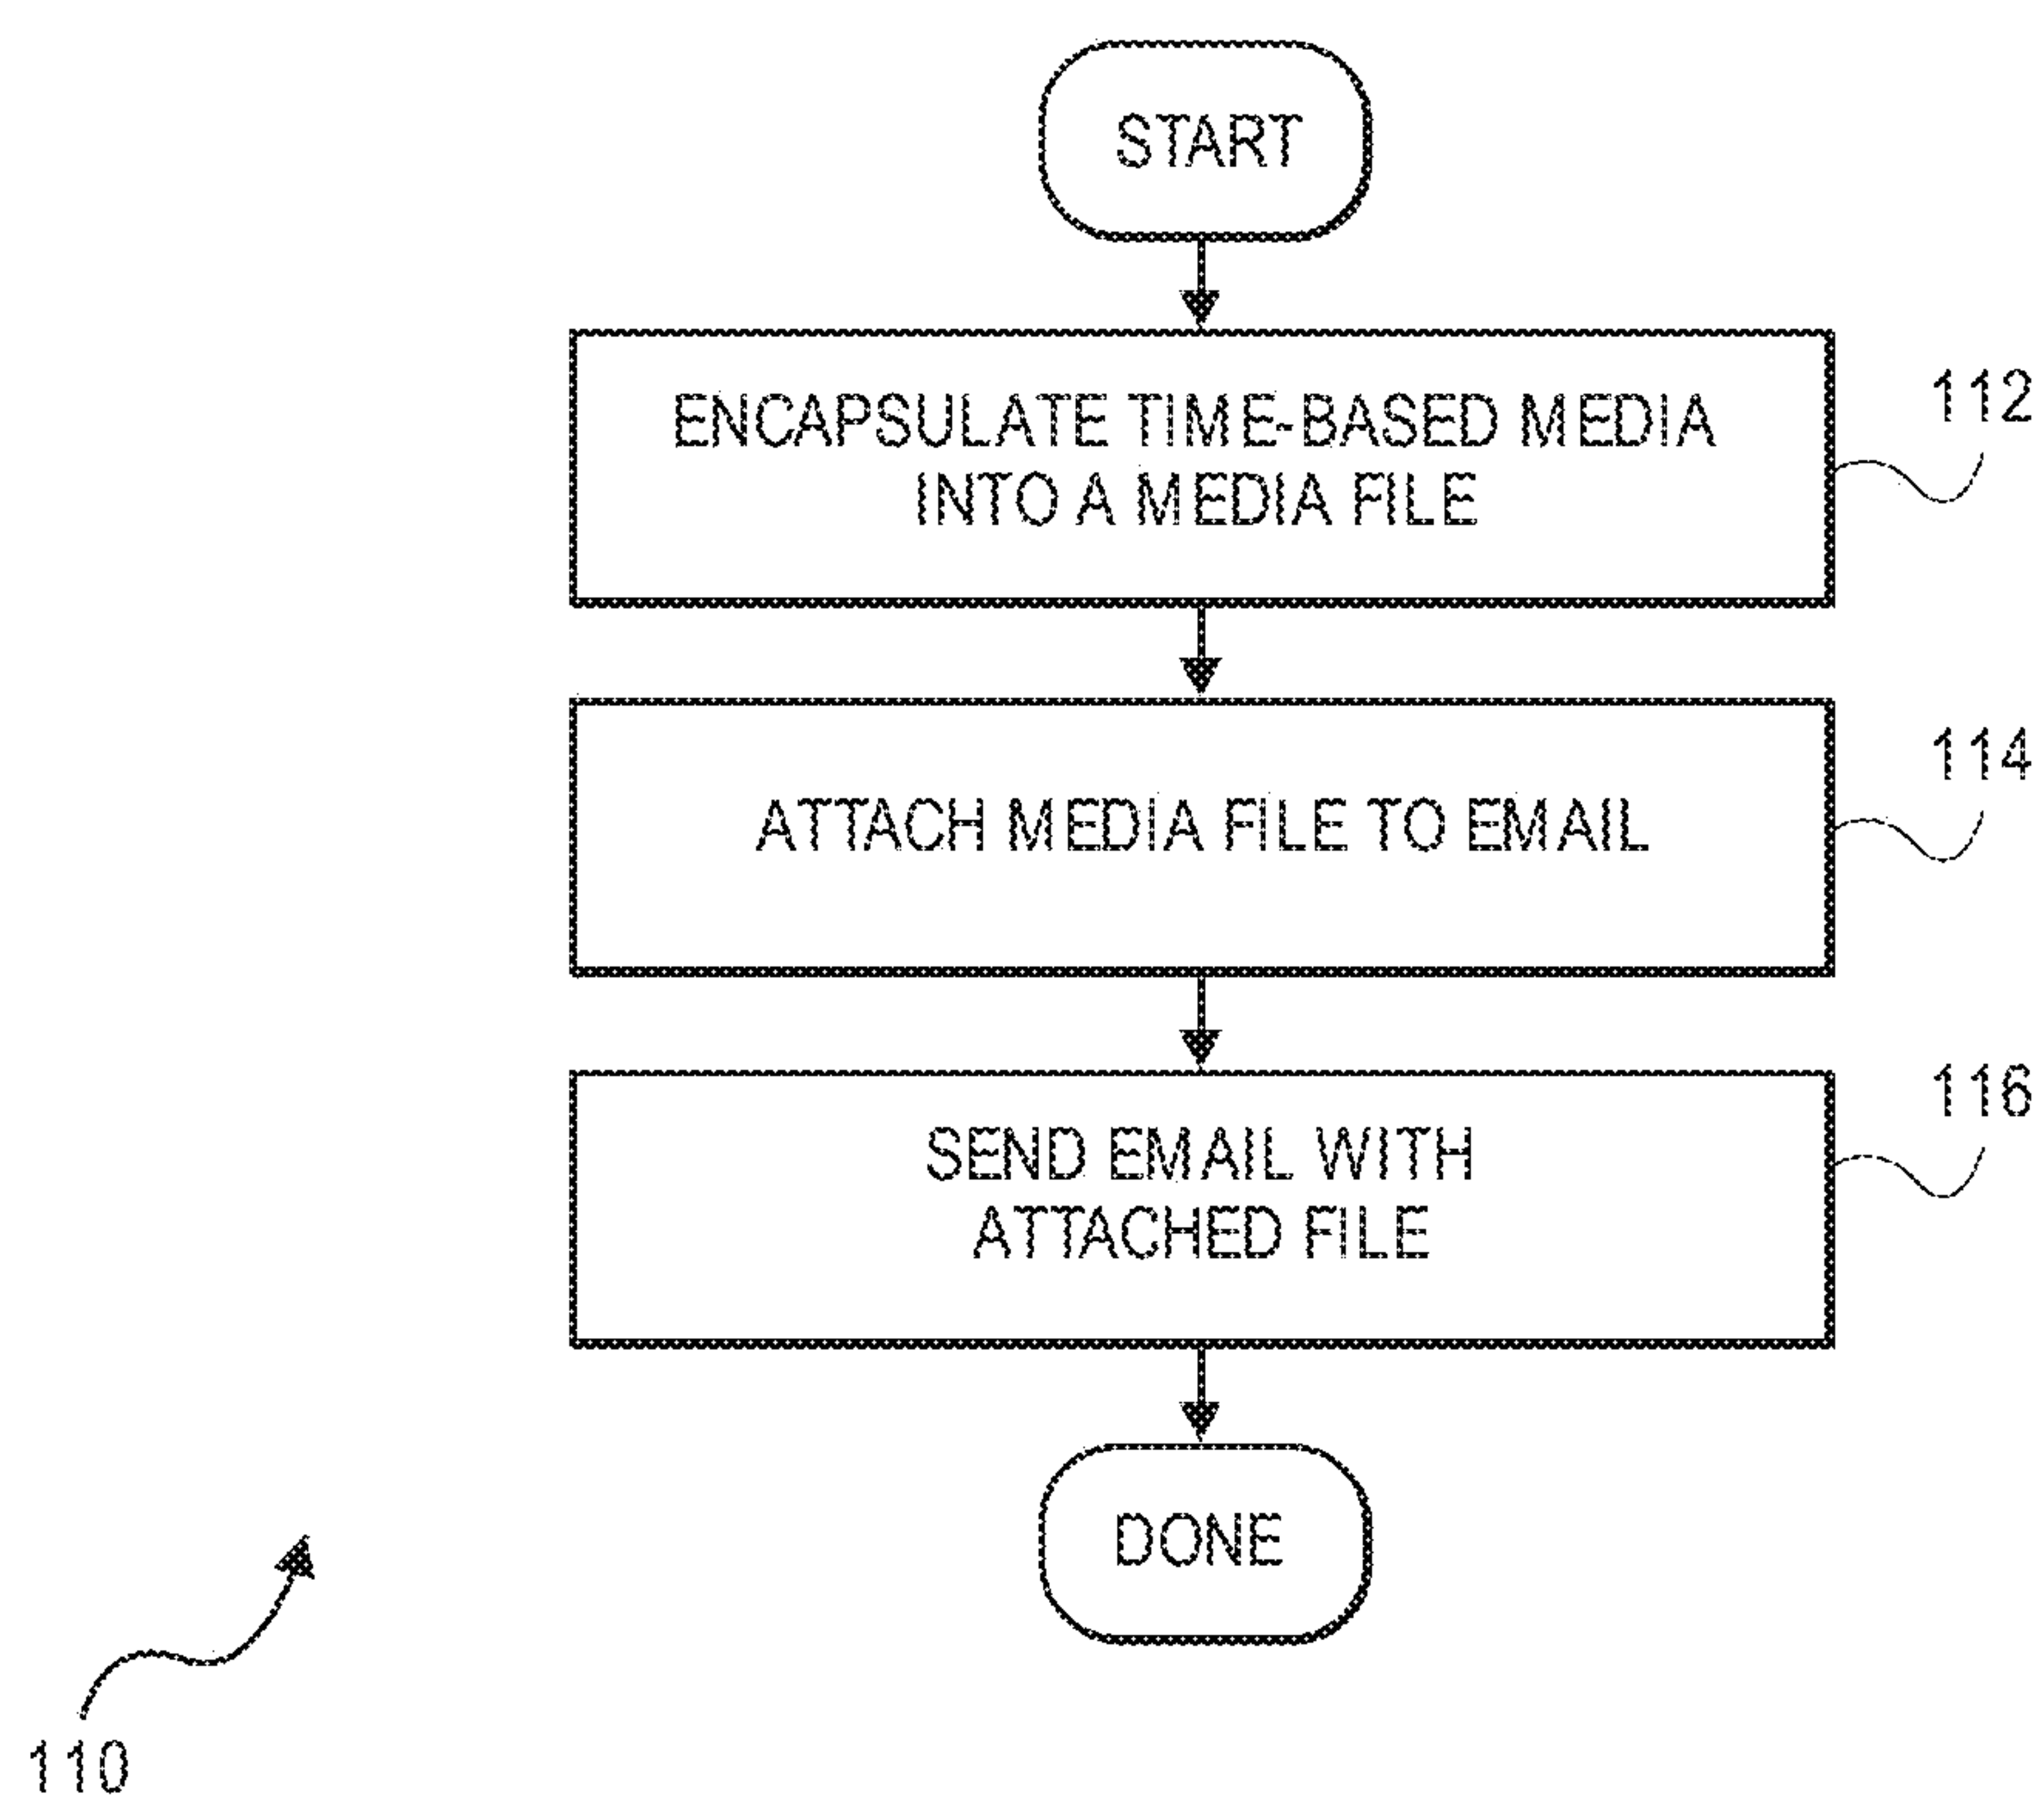 START
ENCAPSULATE TIME-BASED MEDIA
INTO A MEDIA FILE
112
ATTACH MEDIA FILE TO EMAIL
114
SEND EMAIL WITH
ATTACHED FILE
116
DONE
110